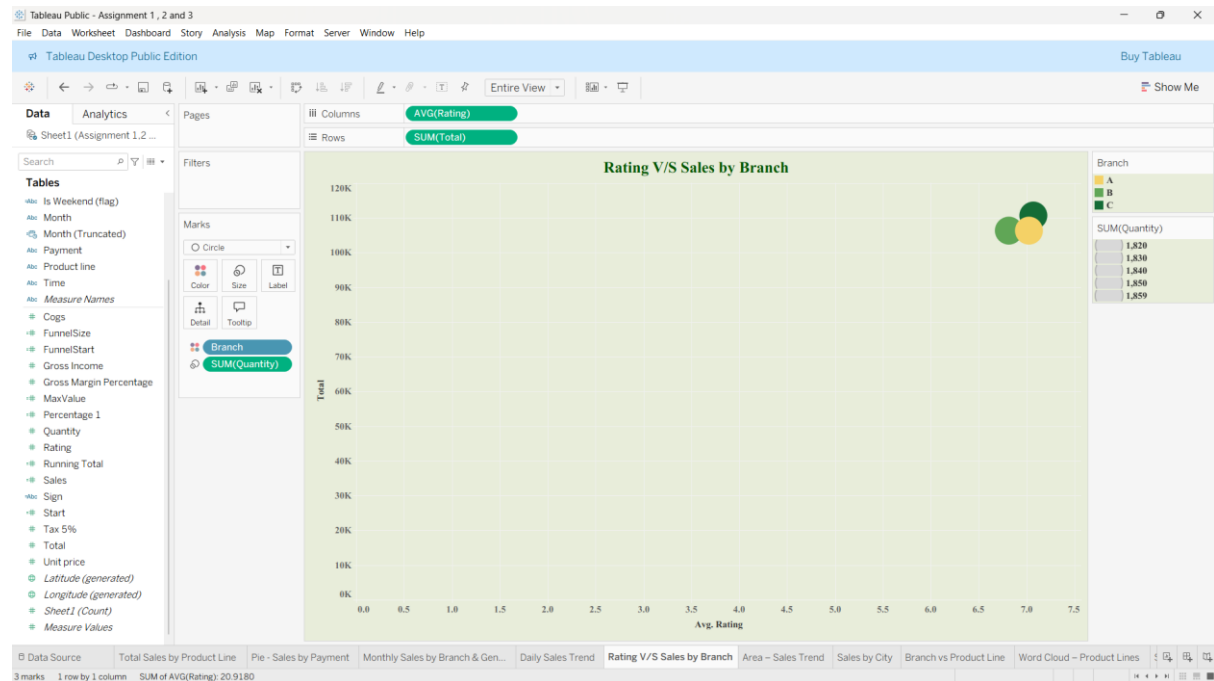 Tableau Public - Assignment 1 , 2 and 3
File Data Worksheet Dashboard Story Analysis Map Format Server Window Help
Tableau Desktop Public Edition
Buy Tableau
Entire View
Show Me
Data Analytics
Sheet1 (Assignment 1,2 ...
Search
Tables
Abc Is Weekend (flag)
Abc Month
Month (Truncated)
Abc Payment
Abc Product line
Abc Time
Abc Measure Names
# Cogs
# FunnelSize
# FunnelStart
# Gross Income
# Gross Margin Percentage
# MaxValue
# Percentage 1
# Quantity
# Rating
# Running Total
# Sales
Abc Sign
# Start
# Tax 5%
# Total
# Unit price
Latitude (generated)
Longitude (generated)
# Sheet1 (Count)
# Measure Values
Pages
Filters
Marks
Circle
Color Size Label
Detail Tooltip
Branch
SUM(Quantity)
Columns AVG(Rating)
Rows SUM(Total)
Rating V/S Sales by Branch
120K
110K
100K
90K
80K
70K
60K
50K
40K
30K
20K
10K
0K
Total
0.0 0.5 1.0 1.5 2.0 2.5 3.0 3.5 4.0 4.5 5.0 5.5 6.0 6.5 7.0 7.5
Avg. Rating
Branch
A
B
C
SUM(Quantity)
1,820
1,830
1,840
1,850
1,859
Data Source Total Sales by Product Line Pie - Sales by Payment Monthly Sales by Branch & Gen... Daily Sales Trend Rating V/S Sales by Branch Area – Sales Trend Sales by City Branch vs Product Line Word Cloud – Product Lines
3 marks 1 row by 1 column SUM of AVG(Rating): 20.9180